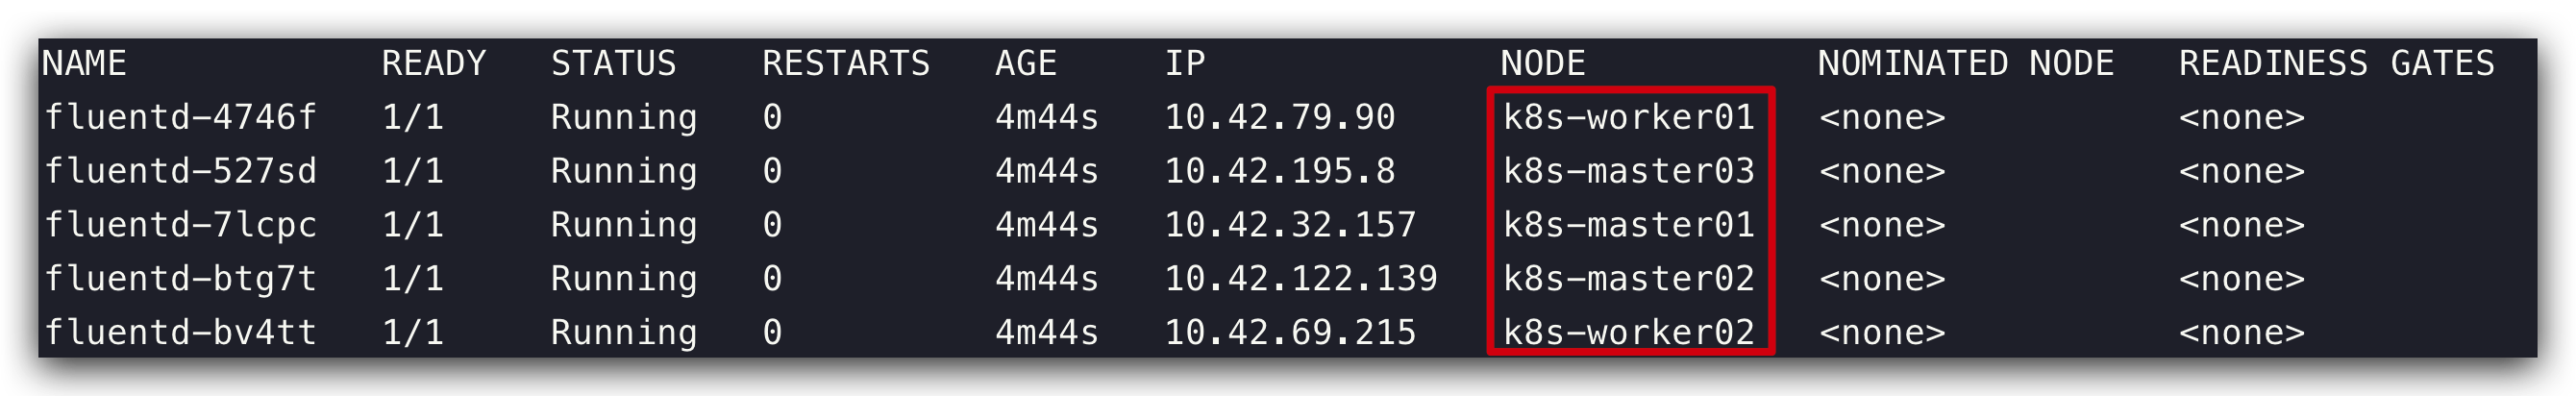 NAME READY STATUS RESTARTS AGE IP NODE NOMINATED NODE READINESS GATES
fluentd-4746f 1/1 Running 0 4m44s 10.42.79.90 k8s-worker01 <none> <none>
fluentd-527sd 1/1 Running 0 4m44s 10.42.195.8 k8s-master03 <none> <none>
fluentd-7lcpc 1/1 Running 0 4m44s 10.42.32.157 k8s-master01 <none> <none>
fluentd-btg7t 1/1 Running 0 4m44s 10.42.122.139 k8s-master02 <none> <none>
fluentd-bv4tt 1/1 Running 0 4m44s 10.42.69.215 k8s-worker02 <none> <none>